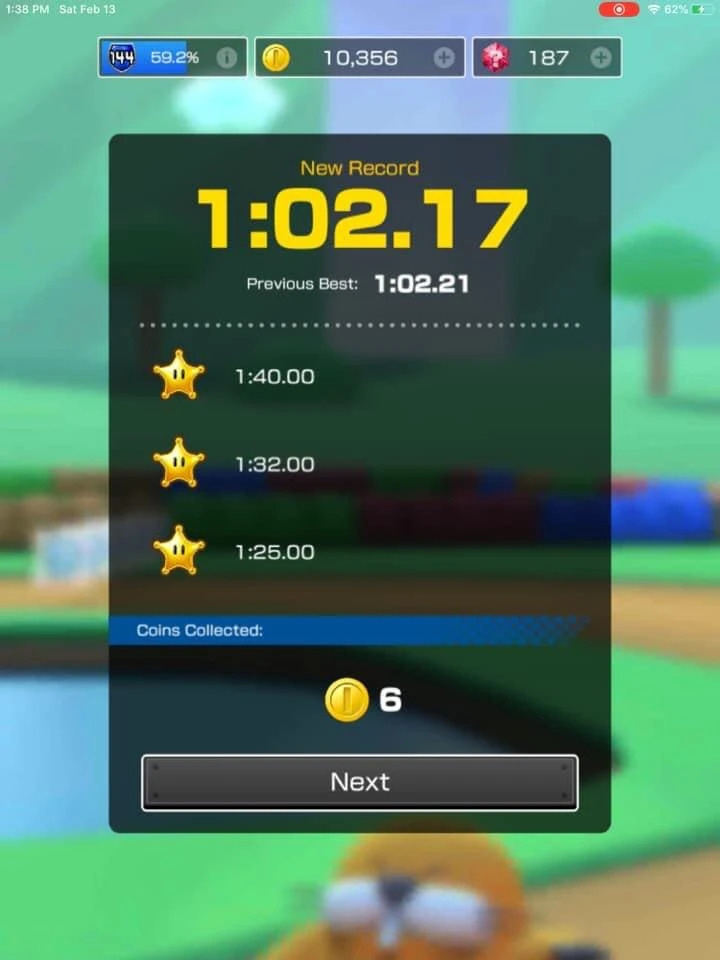 1:38 PM Sat Feb 13 62%
144 59.2% i 10,356 187
New Record
1:02.17
Previous Best: 1:02.21
1:40.00
1:32.00
1:25.00
Coins Collected:
6
Next